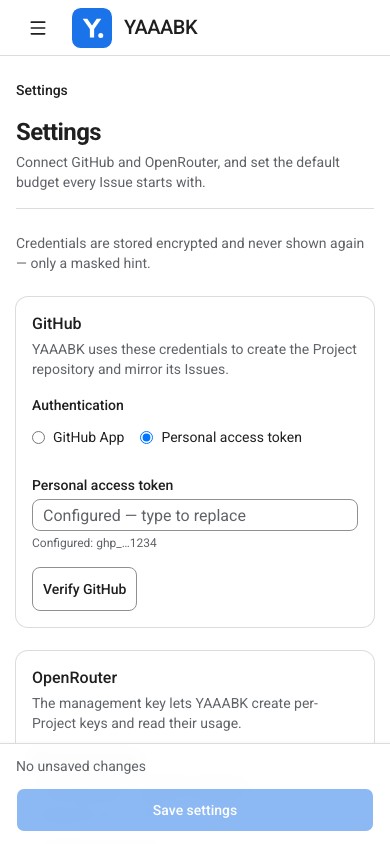 Y.
YAAABK
Settings
Settings
Connect GitHub and OpenRouter, and set the default
budget every Issue starts with.
Credentials are stored encrypted and never shown again
— only a masked hint.
GitHub
YAAABK uses these credentials to create the Project
repository and mirror its Issues.
Authentication
GitHub App
Personal access token
Personal access token
Configured — type to replace
Configured: ghp_…1234
Verify GitHub
OpenRouter
The management key lets YAAABK create per-
Project keys and read their usage.
No unsaved changes
Save settings